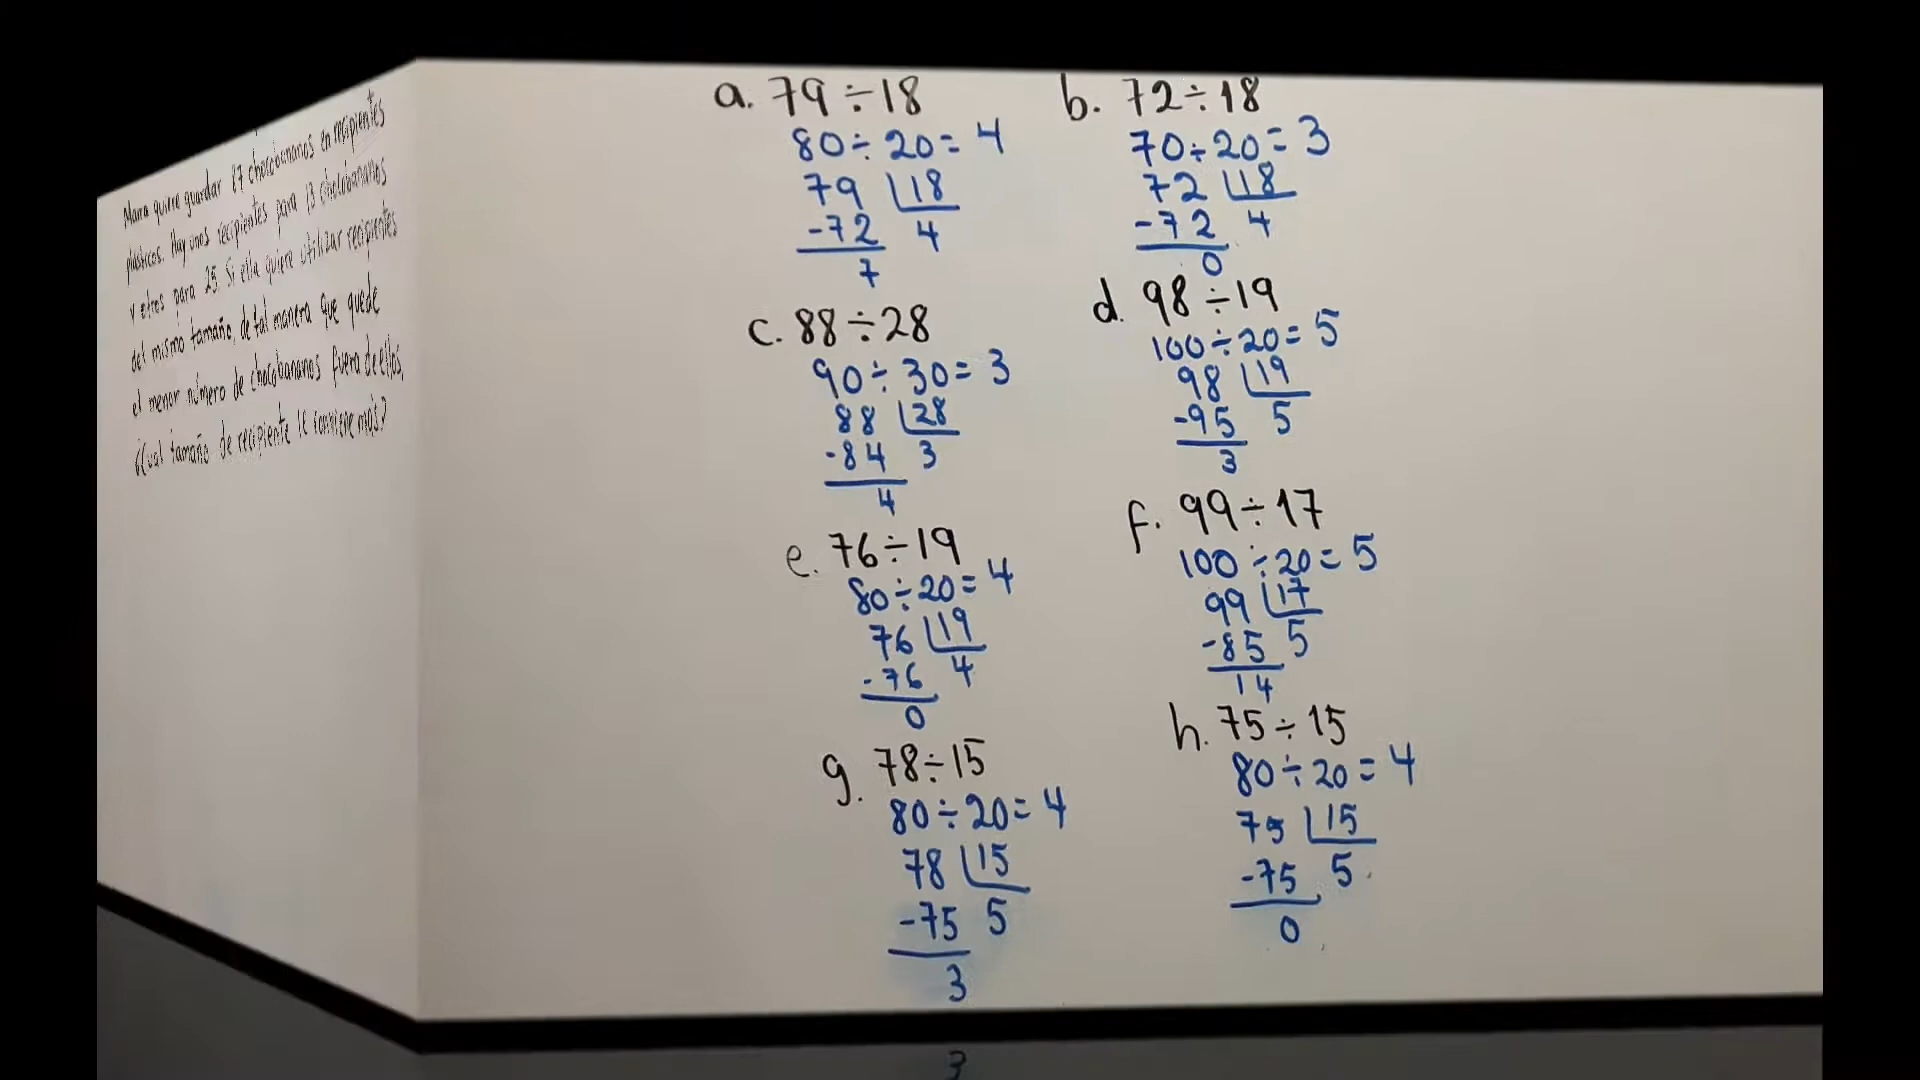 Maria quiere guardar 87 chocobananos en recipientes
plásticos. Hay unos recipientes para 13 chocobananos
y otros para 25. Si ella quiere utilizar recipientes
del mismo tamaño, de tal manera que quede
el menor número de chocobananos fuera de ellos,
¿Cual tamaño de recipiente le conviene más?
a. 79 ÷ 18
80 ÷ 20 = 4
79 18
-72 4
7
b. 72 ÷ 18
70 ÷ 20 = 3
72 18
-72 4
0
c. 88 ÷ 28
90 ÷ 30 = 3
88 28
-84 3
4
d. 98 ÷ 19
100 ÷ 20 = 5
98 19
-95 5
3
e. 76 ÷ 19
80 ÷ 20 = 4
76 19
-76 4
0
f. 99 ÷ 17
100 ÷ 20 = 5
99 17
-85 5
14
g. 78 ÷ 15
80 ÷ 20 = 4
78 15
-75 5
3
h. 75 ÷ 15
80 ÷ 20 = 4
75 15
-75 5
0
3